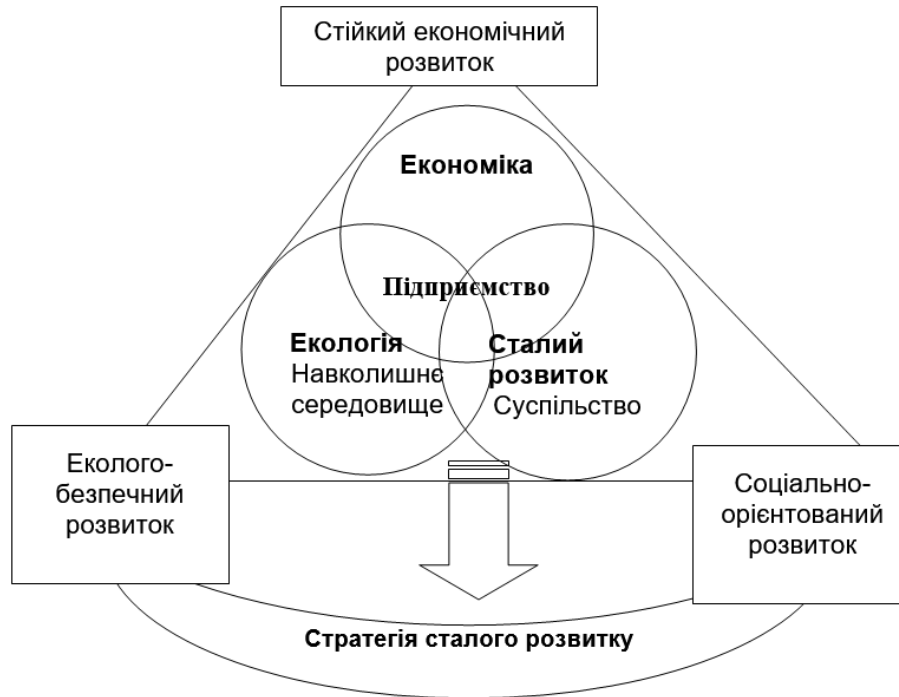 Стійкий економічний
розвиток
Економіка
Підприємство
Екологія
Навколишнє
середовище
Сталий
розвиток
Суспільство
Еколого-
безпечний
розвиток
Соціально-
орієнтований
розвиток
Стратегія сталого розвитку